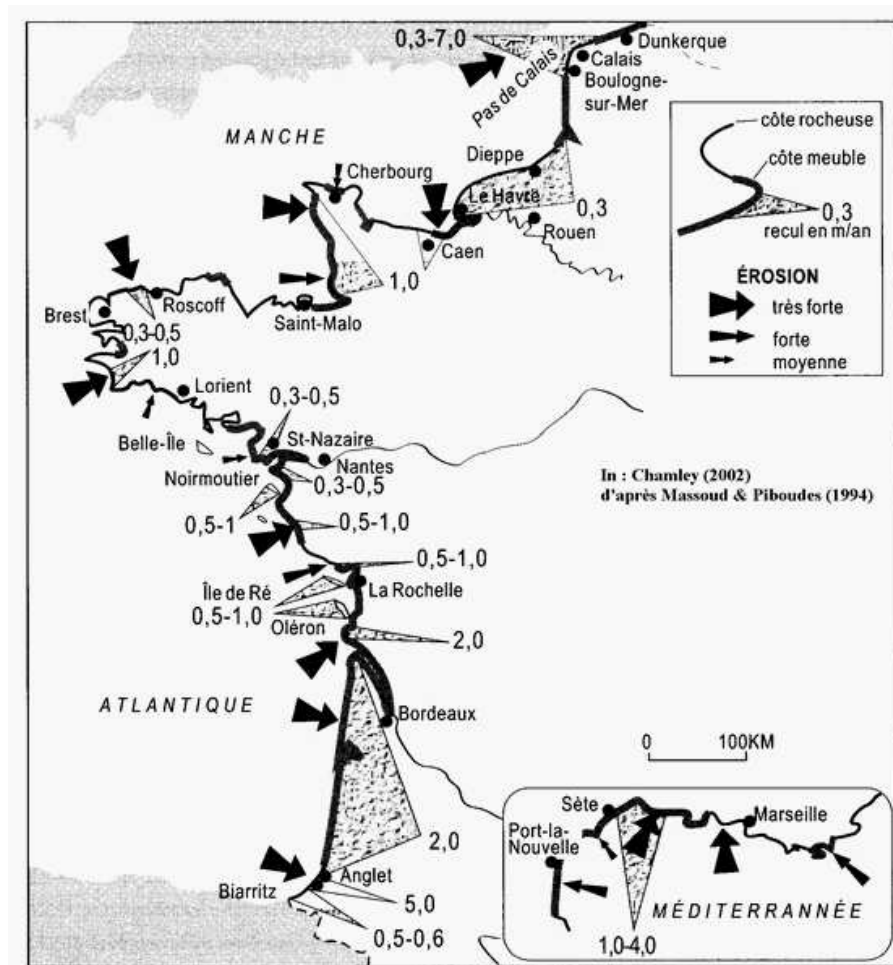 0,3-7,0
Dunkerque
Calais
Boulogne-
sur-Mer
Pas de Calais
MANCHE
Cherbourg
Dieppe
Le Havre
0,3
Rouen
Caen
1,0
Brest
Roscoff
Saint-Malo
0,3-0,5
1,0
Lorient
Belle-Île
0,3-0,5
St-Nazaire
Nantes
Noirmoutier
0,3-0,5
0,5-1
0,5-1,0
0,5-1,0
Île de Ré
La Rochelle
0,5-1,0
Oléron
2,0
ATLANTIQUE
Bordeaux
2,0
Anglet
Biarritz
5,0
0,5-0,6
côte rocheuse
côte meuble
0,3
recul en m/an
ÉROSION
très forte
forte
moyenne
In : Chamley (2002)
d'après Massoud & Piboudes (1994)
0 100KM
Sète
Marseille
Port-la-
Nouvelle
MÉDITERRANNÉE
1,0-4,0